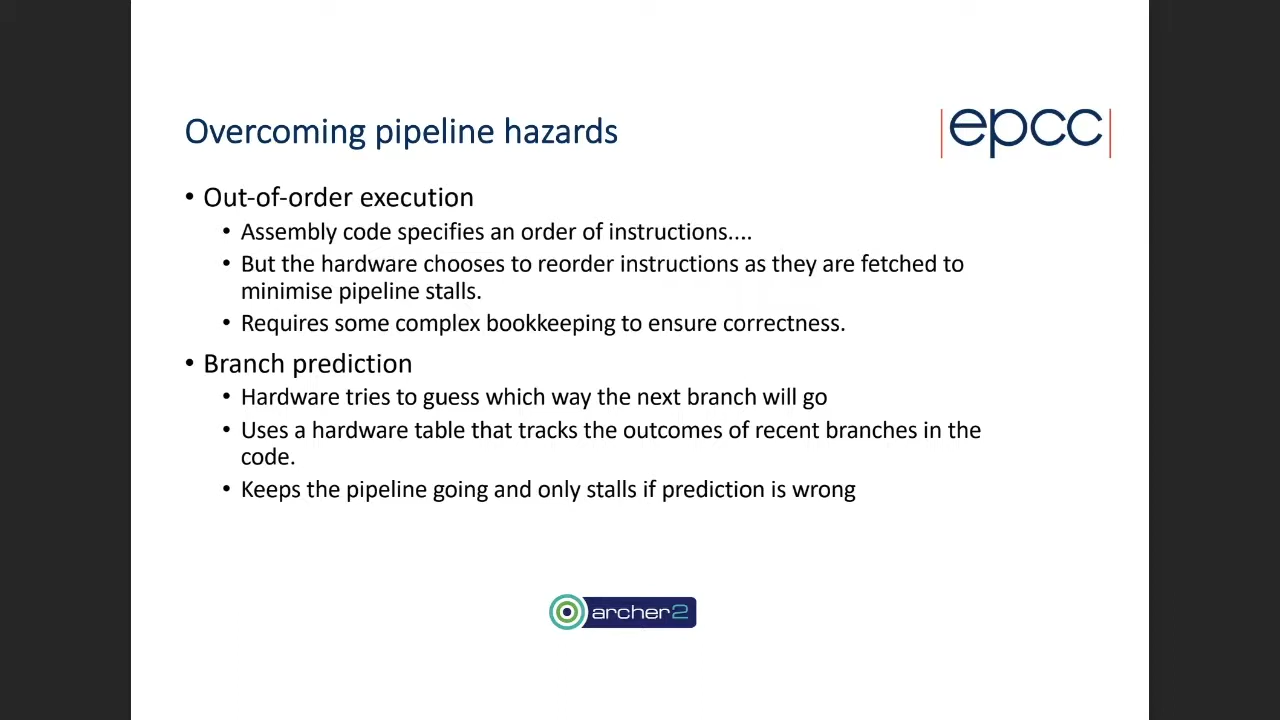 Overcoming pipeline hazards
|epcc|
• Out-of-order execution
• Assembly code specifies an order of instructions....
• But the hardware chooses to reorder instructions as they are fetched to
minimise pipeline stalls.
• Requires some complex bookkeeping to ensure correctness.
• Branch prediction
• Hardware tries to guess which way the next branch will go
• Uses a hardware table that tracks the outcomes of recent branches in the
code.
• Keeps the pipeline going and only stalls if prediction is wrong
archer2